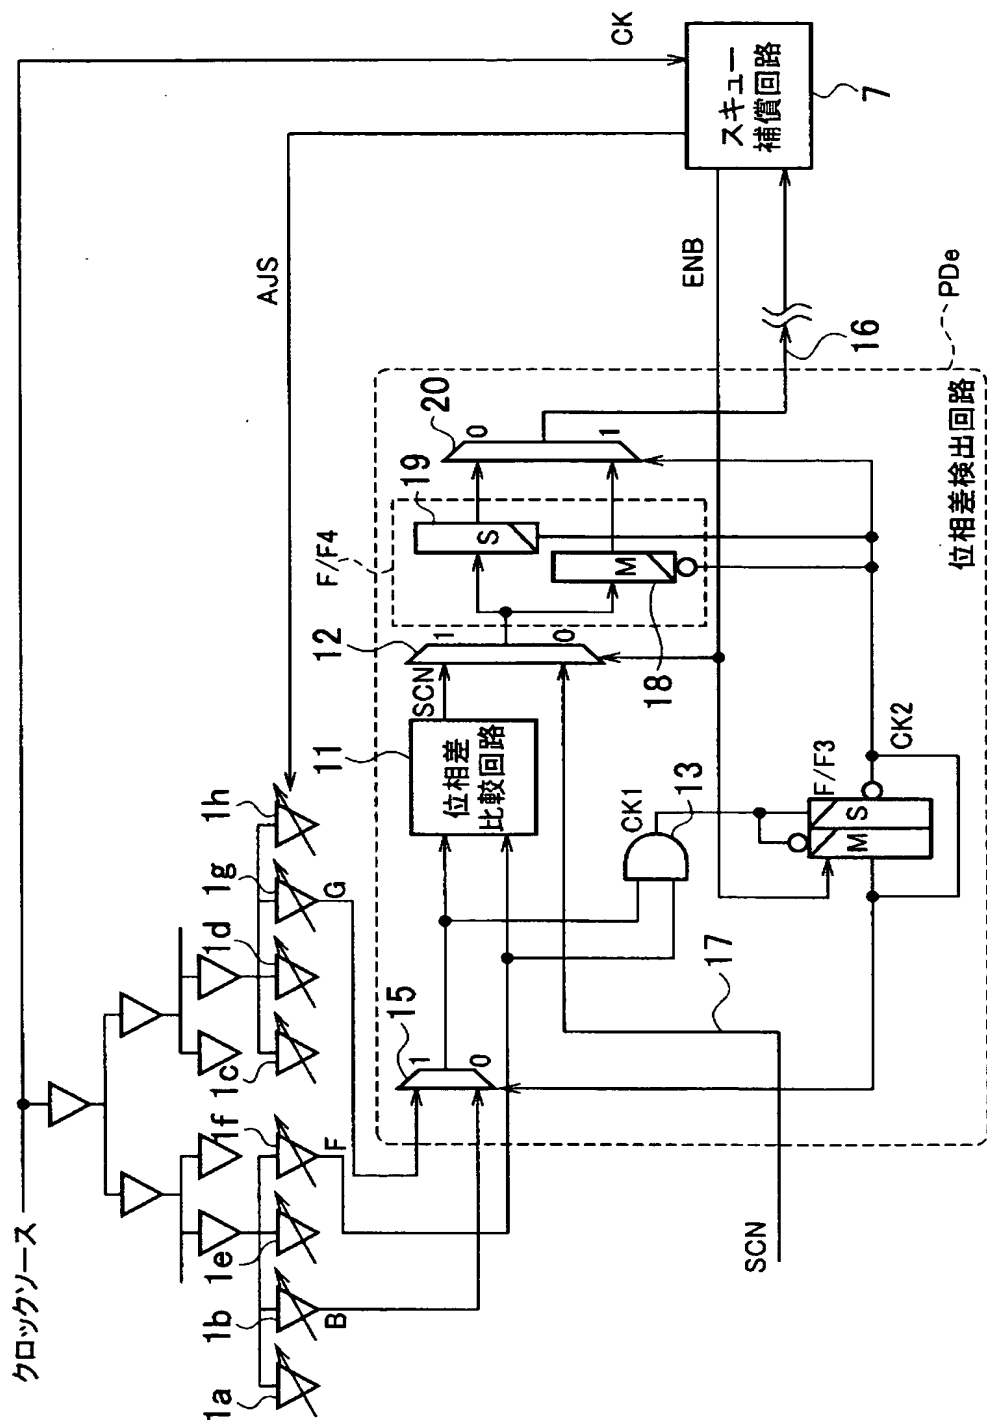 クロックソース
CK
AJS
1a
1b
1e
1f
1c
1d
1g
1h
B
F
G
スキュー
補償回路
7
ENB
16
PDe
位相差検出回路
15
1
0
11
位相差
比較回路
SCN
12
1
0
F/F4
19
S
M
18
20
0
1
CK1
13
F/F3
M
S
CK2
17
SCN